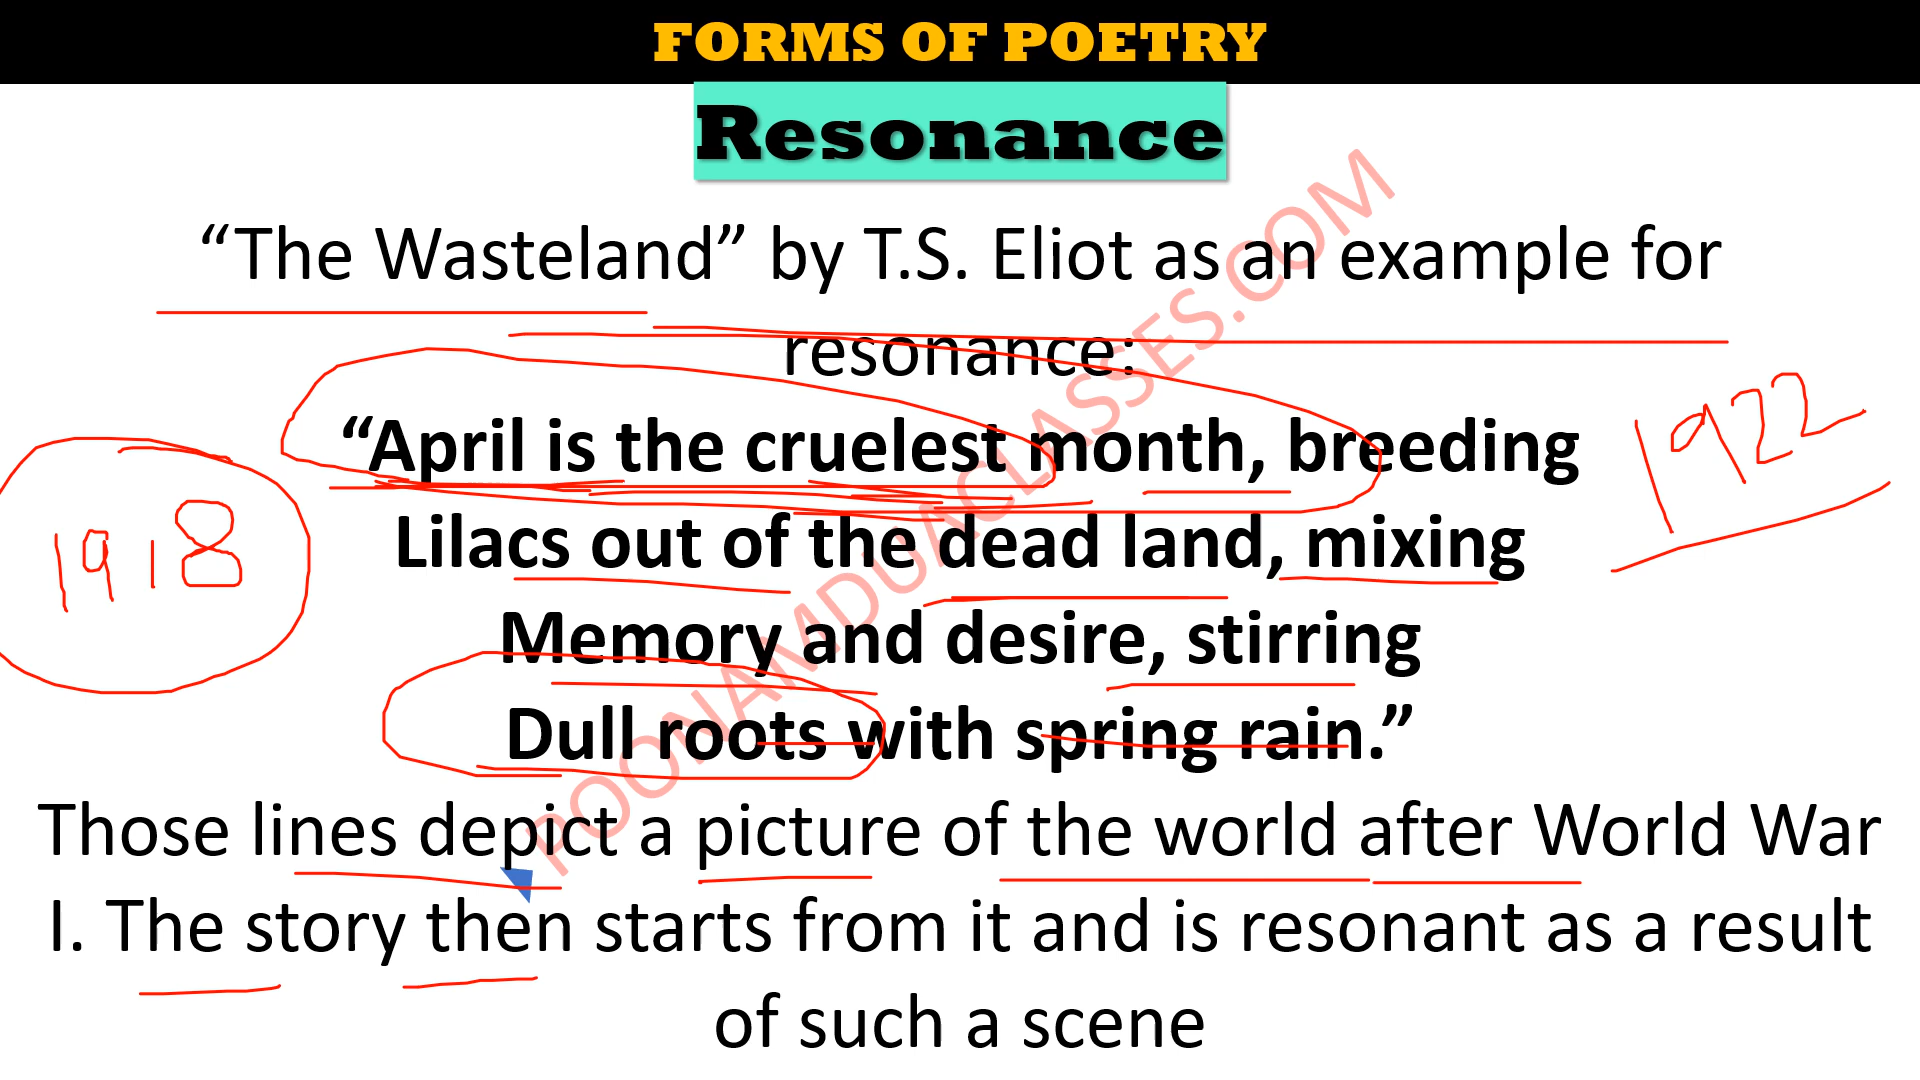 FORMS OF POETRY
Resonance
“The Wasteland” by T.S. Eliot as an example for
resonance:
“April is the cruelest month, breeding
Lilacs out of the dead land, mixing
Memory and desire, stirring
Dull roots with spring rain.”
Those lines depict a picture of the world after World War
I. The story then starts from it and is resonant as a result
of such a scene
1918
1922
POONAMDUACLASSES.COM